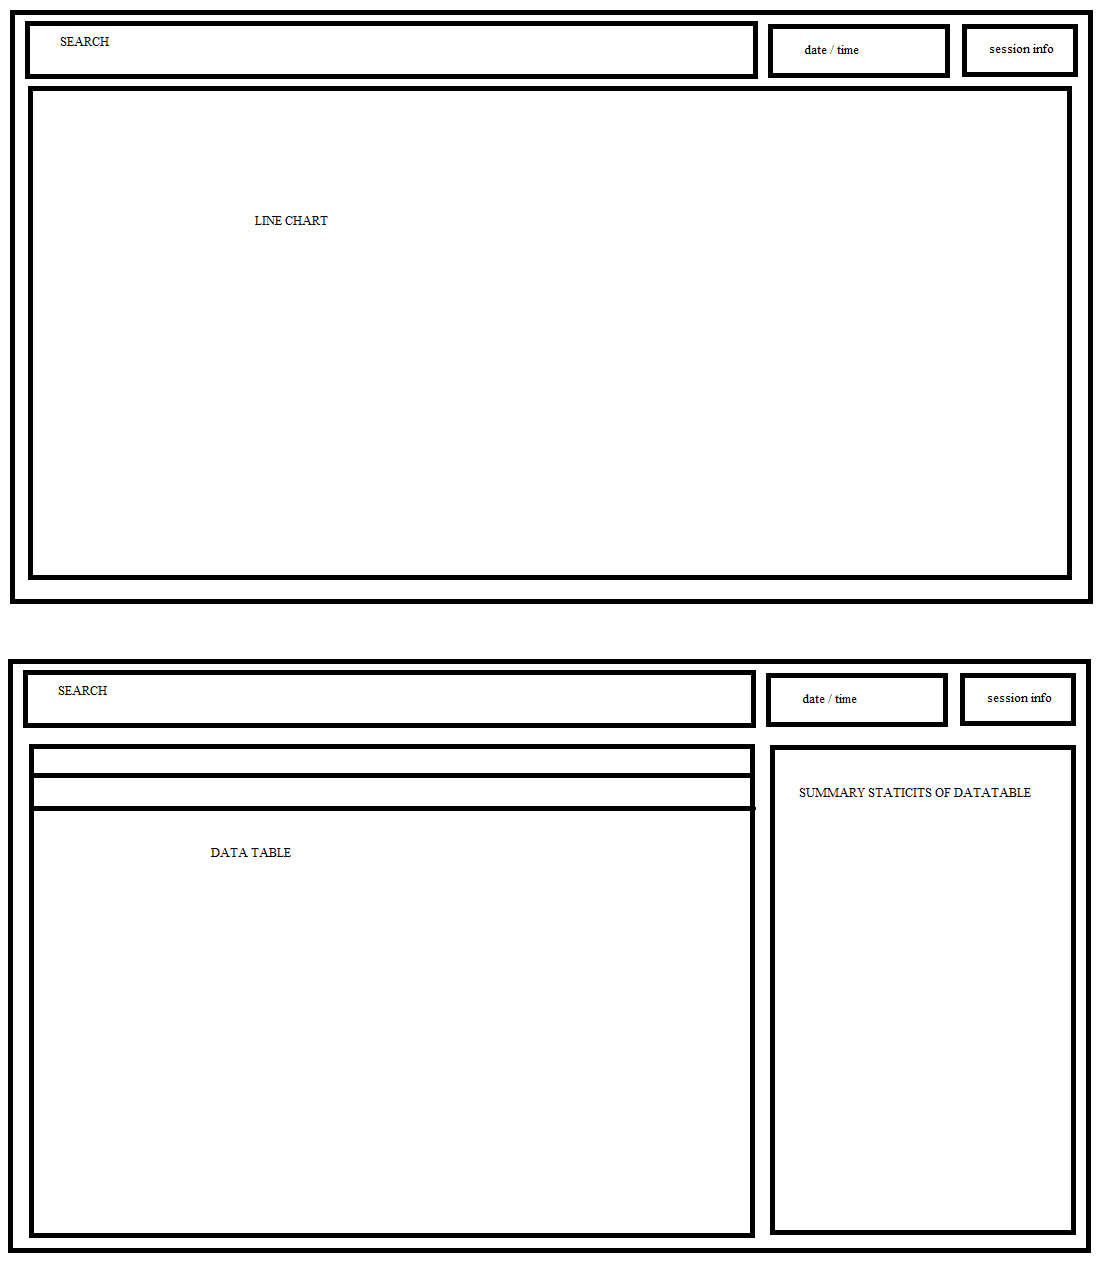 SEARCH
date / time
session info
LINE CHART
SEARCH
date / time
session info
SUMMARY STATICITS OF DATATABLE
DATA TABLE